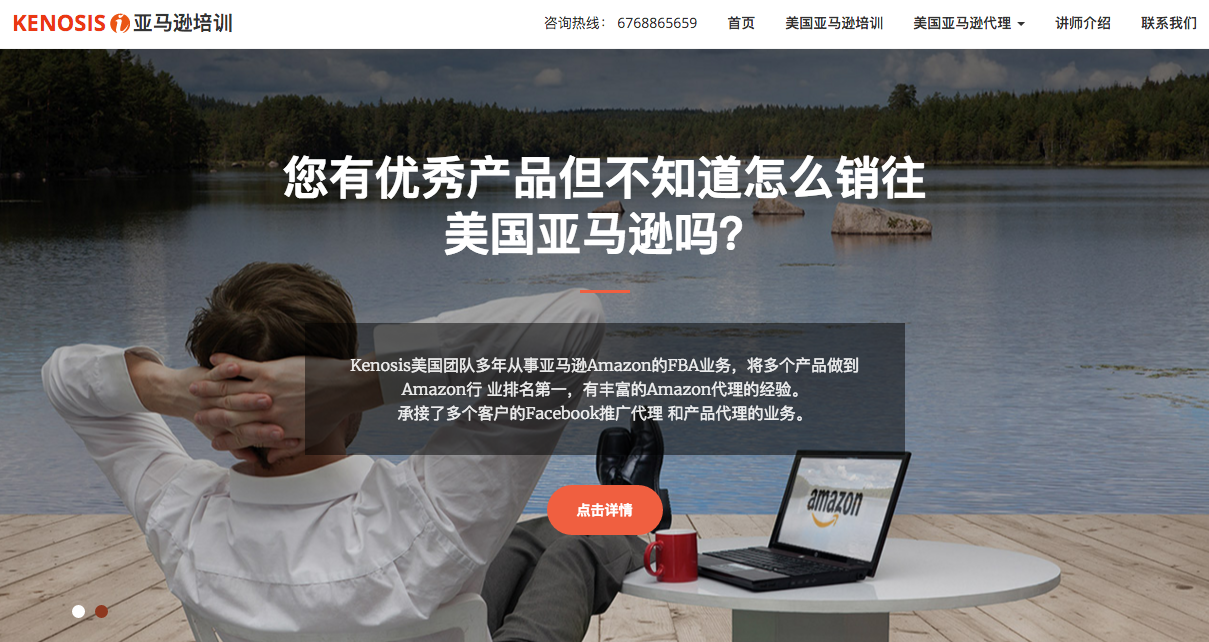 KENOSIS i 亚马逊培训
咨询热线： 6768865659
首页
美国亚马逊培训
美国亚马逊代理
讲师介绍
联系我们
您有优秀产品但不知道怎么销往
美国亚马逊吗？
Kenosis美国团队多年从事亚马逊Amazon的FBA业务，将多个产品做到
Amazon行 业排名第一，有丰富的Amazon代理的经验。
承接了多个客户的Facebook推广代理 和产品代理的业务。
点击详情
amazon